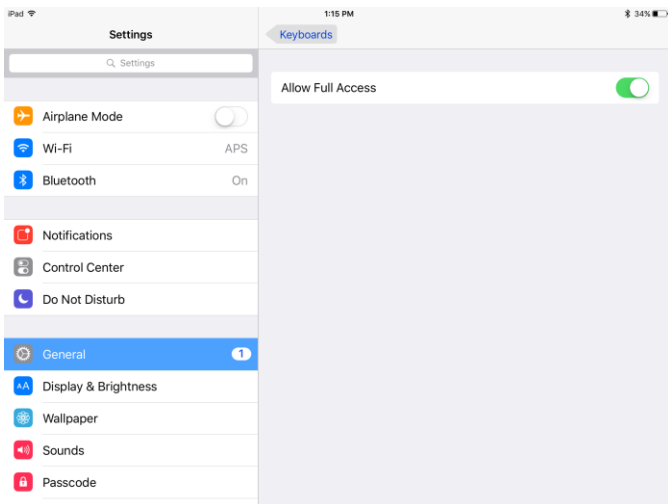 iPad 1:15 PM 34%
Settings
Keyboards
Settings
Allow Full Access
Airplane Mode
Wi-Fi APS
Bluetooth On
Notifications
Control Center
Do Not Disturb
General 1
AA Display & Brightness
Wallpaper
Sounds
Passcode